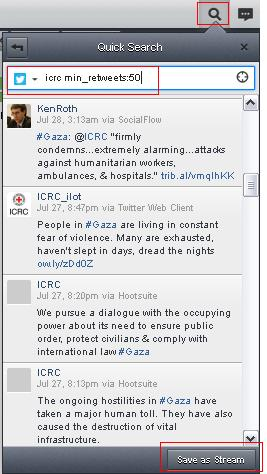 Quick Search
icrc min_retweets:50
KenRoth
Jul 28, 3:13am via SocialFlow
#Gaza: @ICRC "firmly
condemns...extremely alarming...attacks
against humanitarian workers,
ambulances, & hospitals." trib.al/vmqlhKK
ICRC
ICRC_ilot
Jul 27, 8:47pm via Twitter Web Client
People in #Gaza are living in constant
fear of violence. Many are exhausted,
haven't slept in days, dread the nights
ow.ly/zDd0Z
ICRC
Jul 27, 8:20pm via Hootsuite
We pursue a dialogue with the occupying
power about its need to ensure public
order, protect civilians & comply with
international law #Gaza
ICRC
Jul 27, 8:13pm via Hootsuite
The ongoing hostilities in #Gaza have
taken a major human toll. They have also
caused the destruction of vital
infrastructure.
Save as Stream